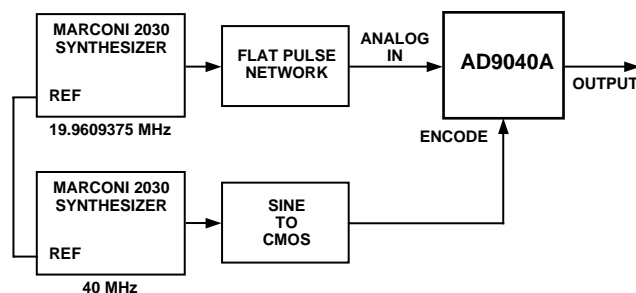 MARCONI 2030
SYNTHESIZER
REF
19.9609375 MHz
FLAT PULSE
NETWORK
ANALOG
IN
AD9040A
OUTPUT
ENCODE
MARCONI 2030
SYNTHESIZER
REF
40 MHz
SINE
TO
CMOS